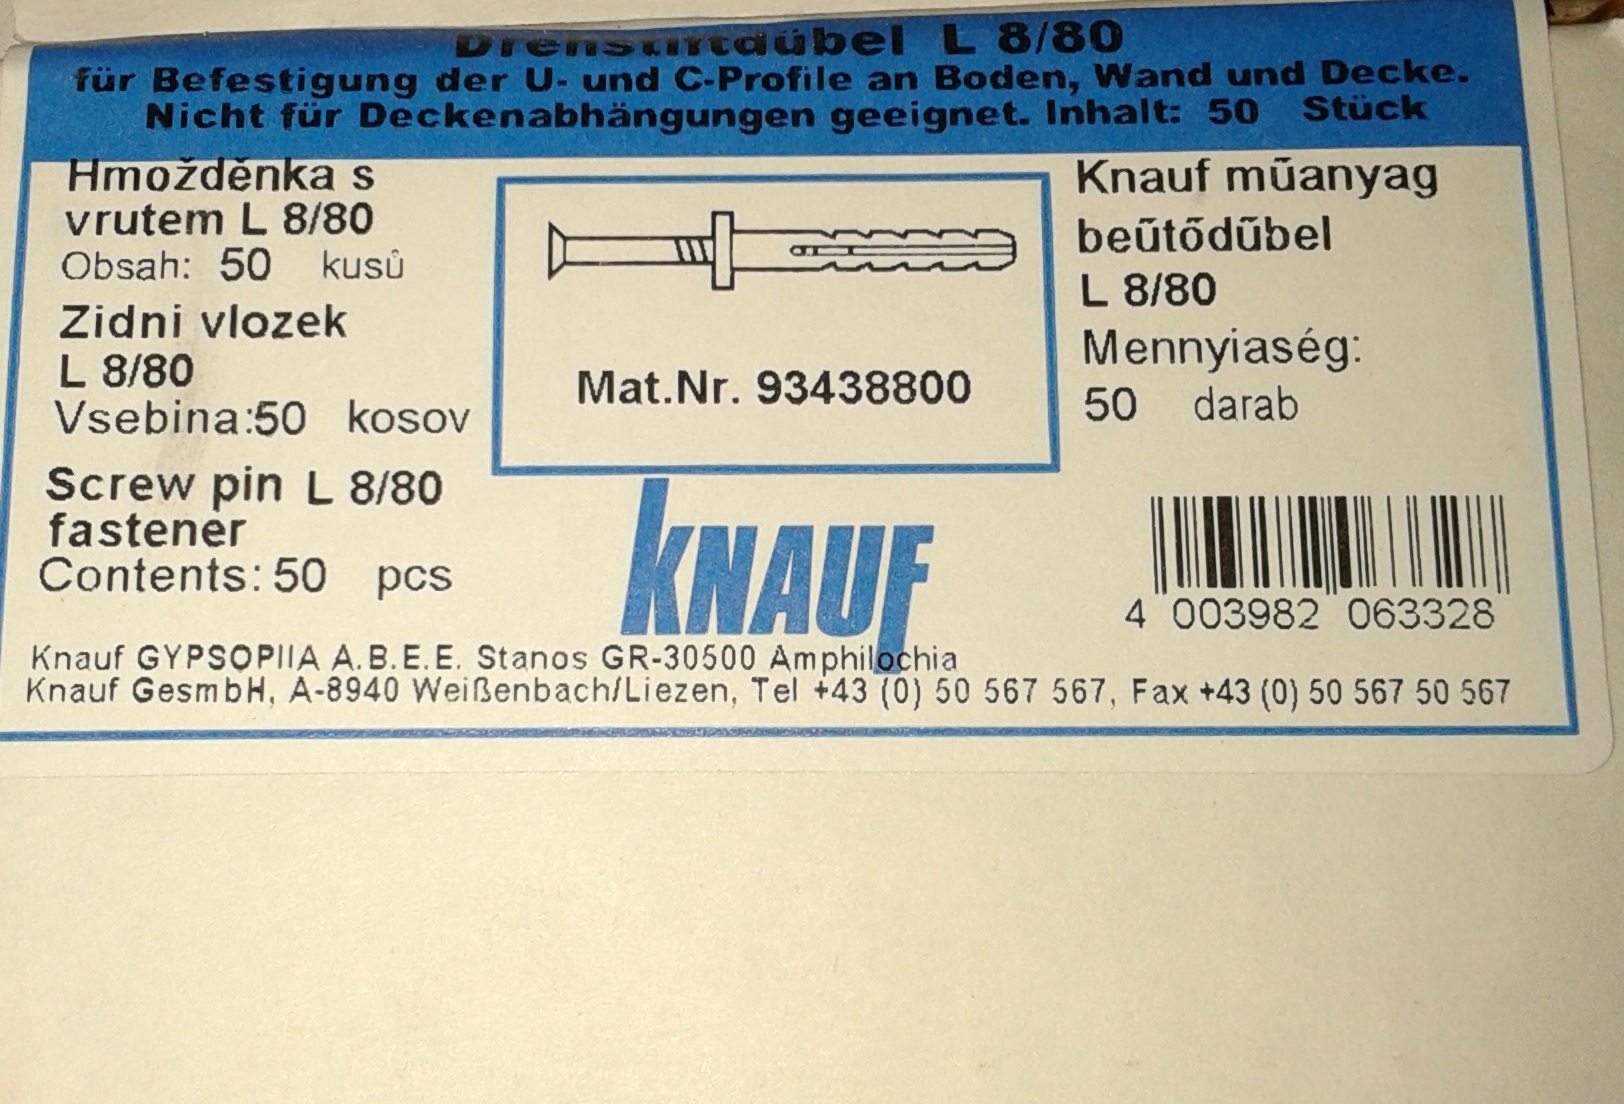 Drehstiftdübel L 8/80
für Befestigung der U- und C-Profile an Boden, Wand und Decke.
Nicht für Deckenabhängungen geeignet. Inhalt: 50 Stück
Hmožděnka s
vrutem L 8/80
Obsah: 50 kusů
Zidni vlozek
L 8/80
Vsebina:50 kosov
Screw pin L 8/80
fastener
Contents: 50 pcs
Mat.Nr. 93438800
Knauf műanyag
beűtődűbel
L 8/80
Mennyiaség:
50 darab
KNAUF
4 003982 063328
Knauf GYPSOPIIA A.B.E.E. Stanos GR-30500 Amphilochia
Knauf GesmbH, A-8940 Weißenbach/Liezen, Tel +43 (0) 50 567 567, Fax +43 (0) 50 567 50 567